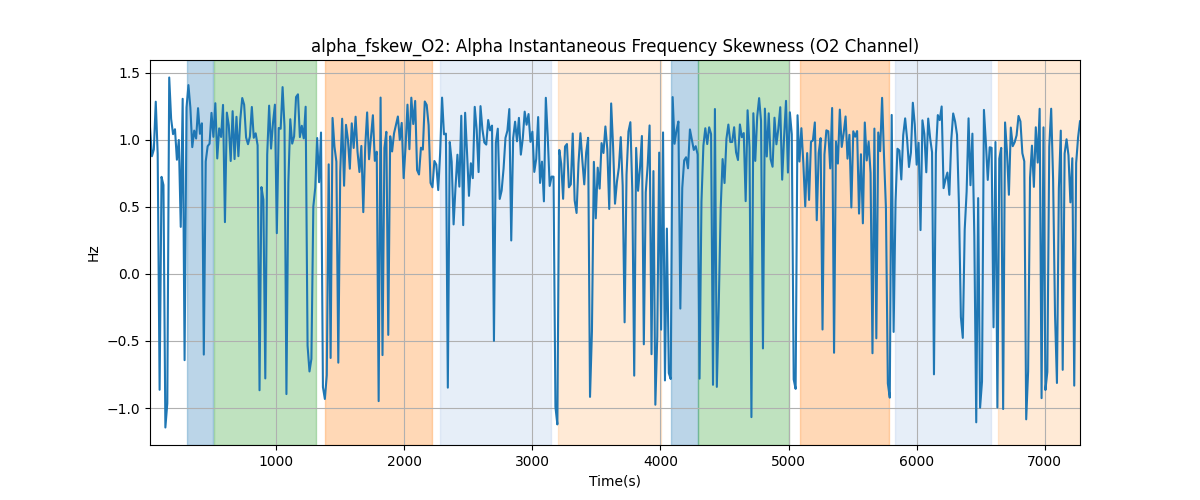 alpha_fskew_O2: Alpha Instantaneous Frequency Skewness (O2 Channel)
1.5
1.0
0.5
0.0
−0.5
−1.0
Hz
1000 2000 3000 4000 5000 6000 7000
Time(s)